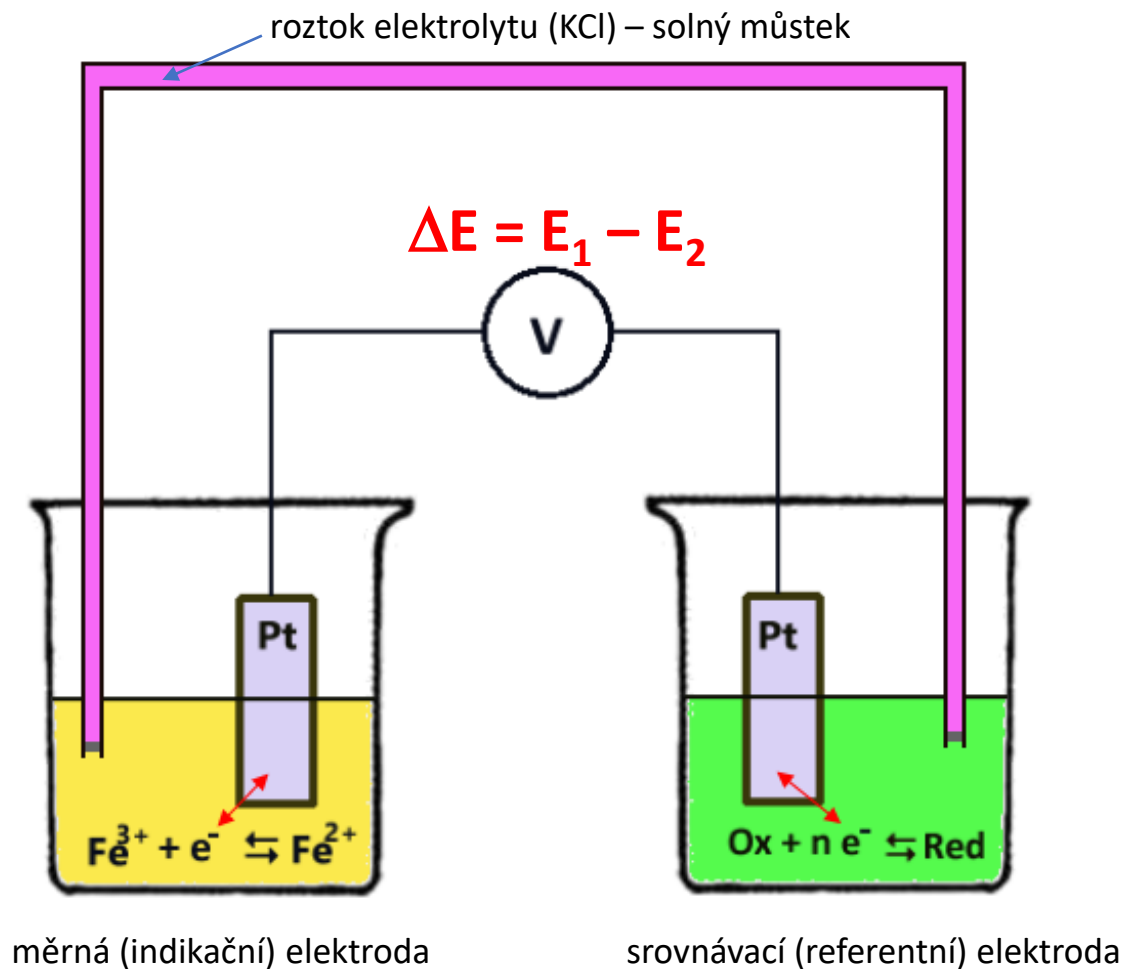 roztok elektrolytu (KCl) – solný můstek
ΔE = E₁ – E₂
V
Pt
Pt
Fe³⁺ + e⁻ ⇆ Fe²⁺
Ox + n e⁻ ⇆ Red
měrná (indikační) elektroda
srovnávací (referentní) elektroda